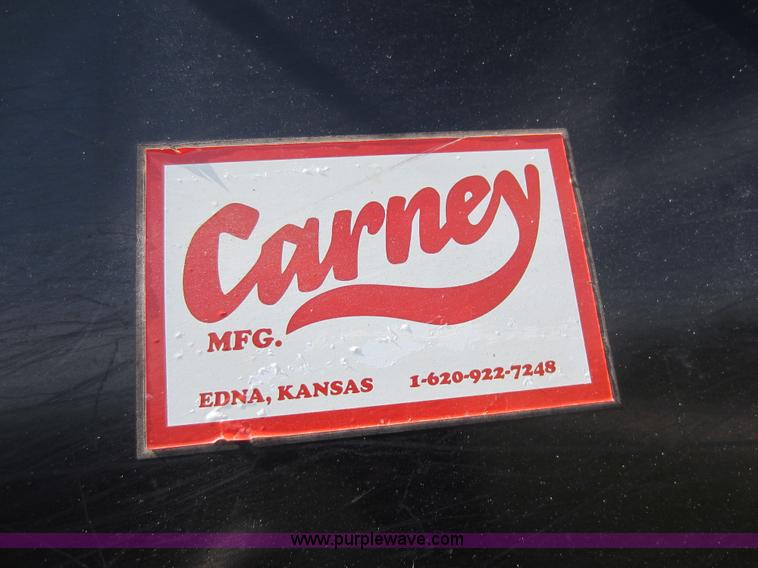 Carney
MFG.
EDNA, KANSAS 1-620-922-7248
www.purplewave.com